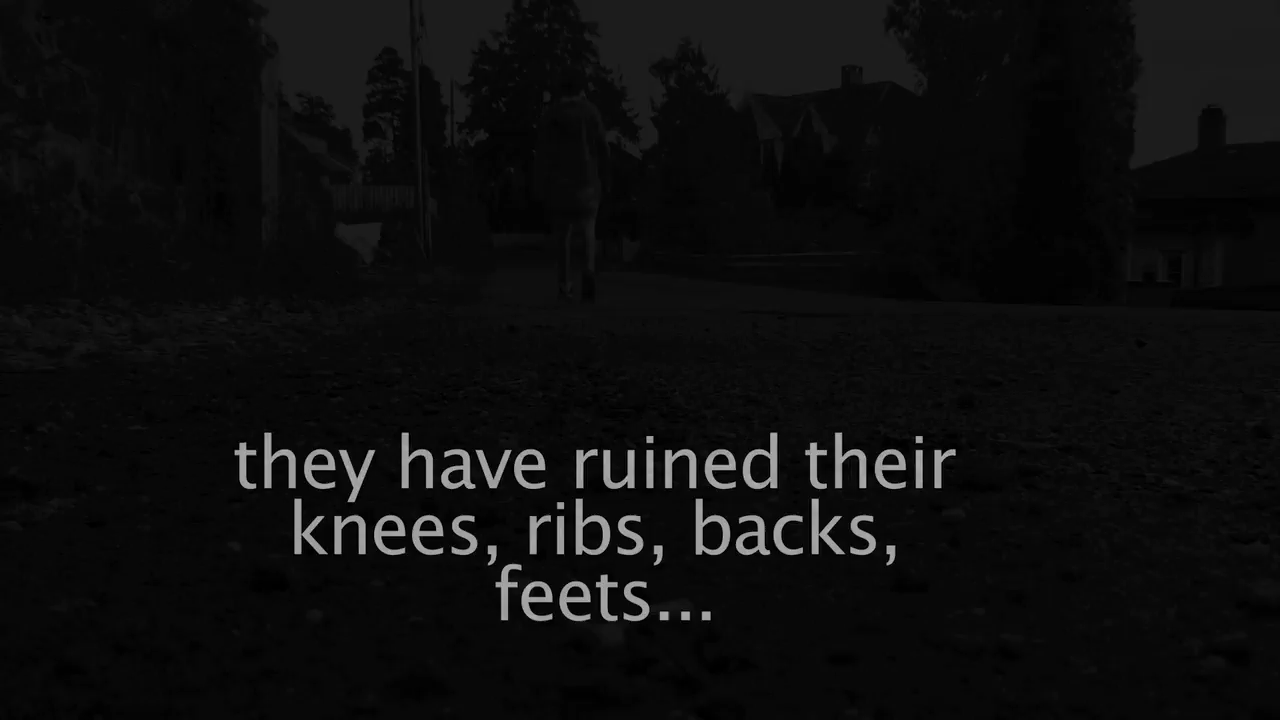 they have ruined their
knees, ribs, backs,
feets...